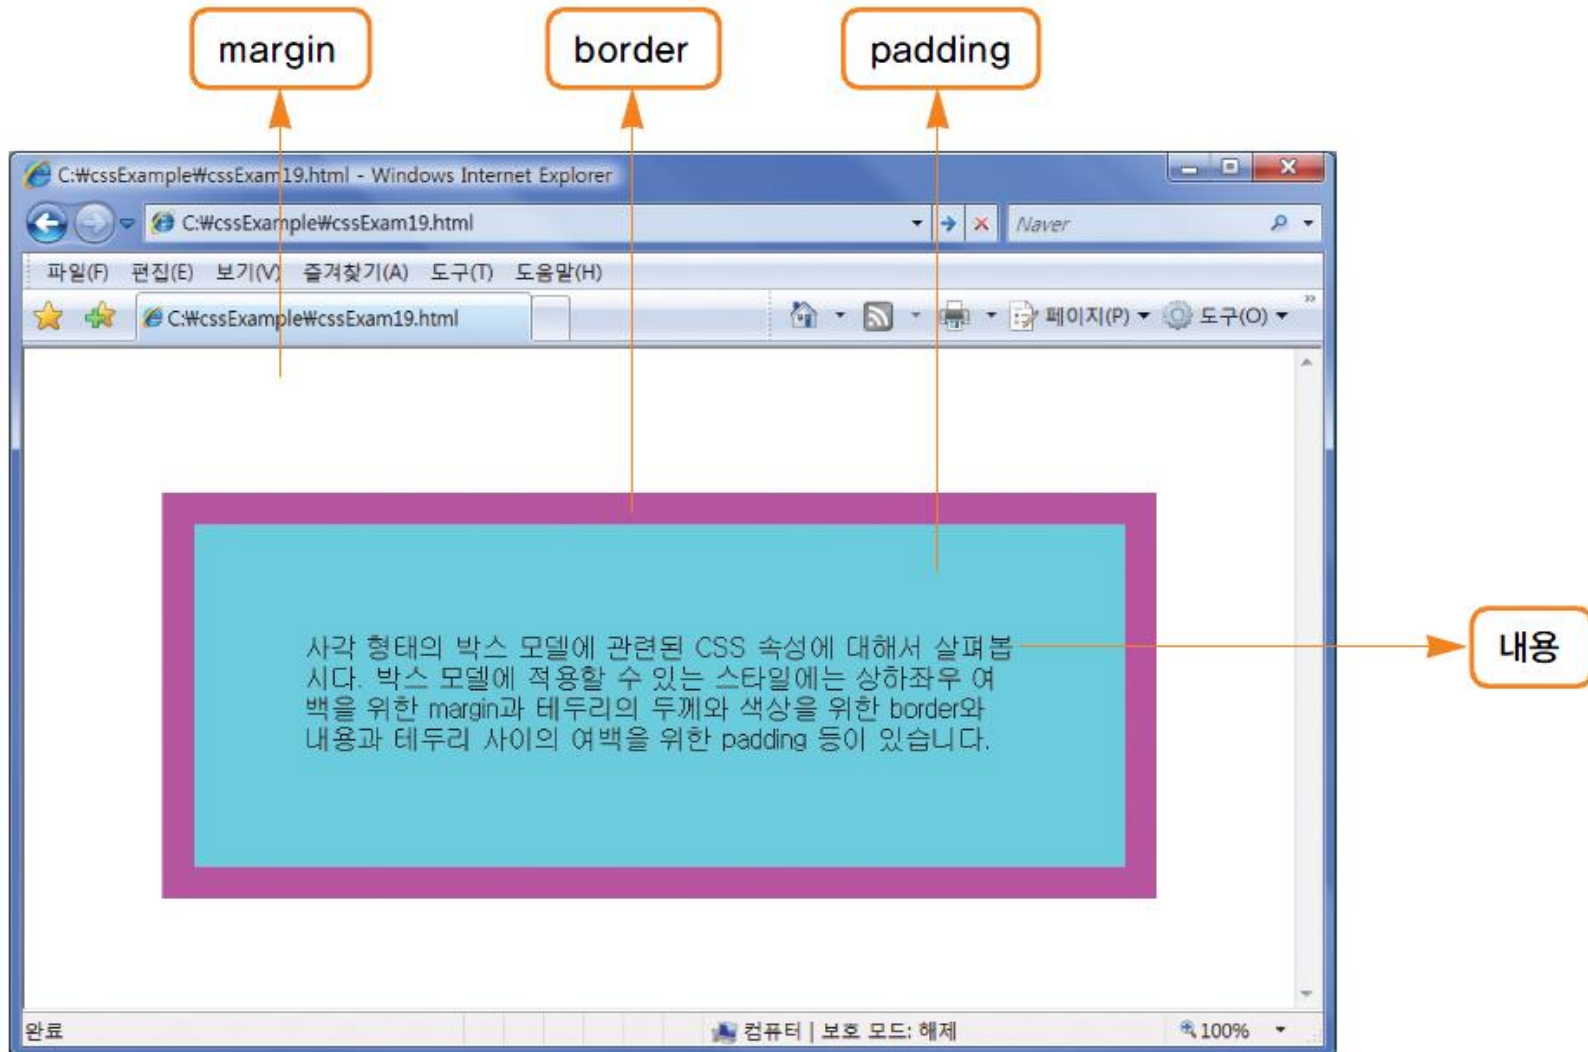 margin
border
padding
C:₩cssExample₩cssExam19.html - Windows Internet Explorer
C:₩cssExample₩cssExam19.html
Naver
파일(F) 편집(E) 보기(V) 즐겨찾기(A) 도구(T) 도움말(H)
C:₩cssExample₩cssExam19.html
페이지(P) 도구(O) »
사각 형태의 박스 모델에 관련된 CSS 속성에 대해서 살펴봅
시다. 박스 모델에 적용할 수 있는 스타일에는 상하좌우 여
백을 위한 margin과 테두리의 두께와 색상을 위한 border와
내용과 테두리 사이의 여백을 위한 padding 등이 있습니다.
내용
완료
컴퓨터 | 보호 모드: 해제
100%